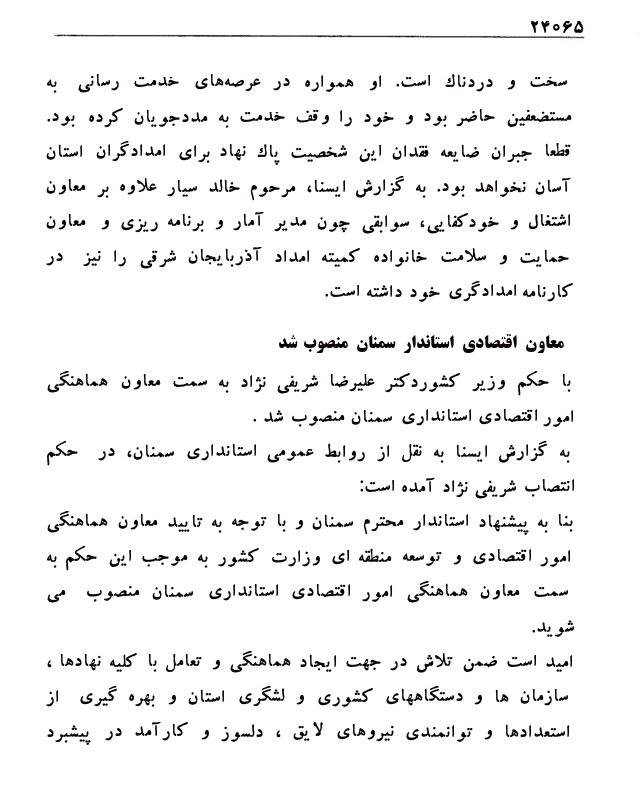 ۲۴۰۶۵
سخت و دردناك است. او همواره در عرصه‌های خدمت رسانی به
مستضعفین حاضر بود و خود را وقف خدمت به مددجویان کرده بود.
قطعا جبران ضایعه فقدان این شخصیت پاك نهاد برای امدادگران استان
آسان نخواهد بود. به گزارش ایسنا، مرحوم خالد سیار علاوه بر معاون
اشتغال و خودکفایی، سوابقی چون مدیر آمار و برنامه ریزی و معاون
حمایت و سلامت خانواده کمیته امداد آذربایجان شرقی را نیز در
کارنامه امدادگری خود داشته است.
معاون اقتصادی استاندار سمنان منصوب شد
با حکم وزیر کشوردکتر علیرضا شریفی نژاد به سمت معاون هماهنگی
امور اقتصادی استانداری سمنان منصوب شد .
به گزارش ایسنا به نقل از روابط عمومی استانداری سمنان، در حکم
انتصاب شریفی نژاد آمده است:
بنا به پیشنهاد استاندار محترم سمنان و با توجه به تایید معاون هماهنگی
امور اقتصادی و توسعه منطقه ای وزارت کشور به موجب این حکم به
سمت معاون هماهنگی امور اقتصادی استانداری سمنان منصوب می
شوید.
امید است ضمن تلاش در جهت ایجاد هماهنگی و تعامل با کلیه نهادها ،
سازمان ها و دستگاههای کشوری و لشگری استان و بهره گیری از
استعدادها و توانمندی نیروهای لایق ، دلسوز و کارآمد در پیشبرد